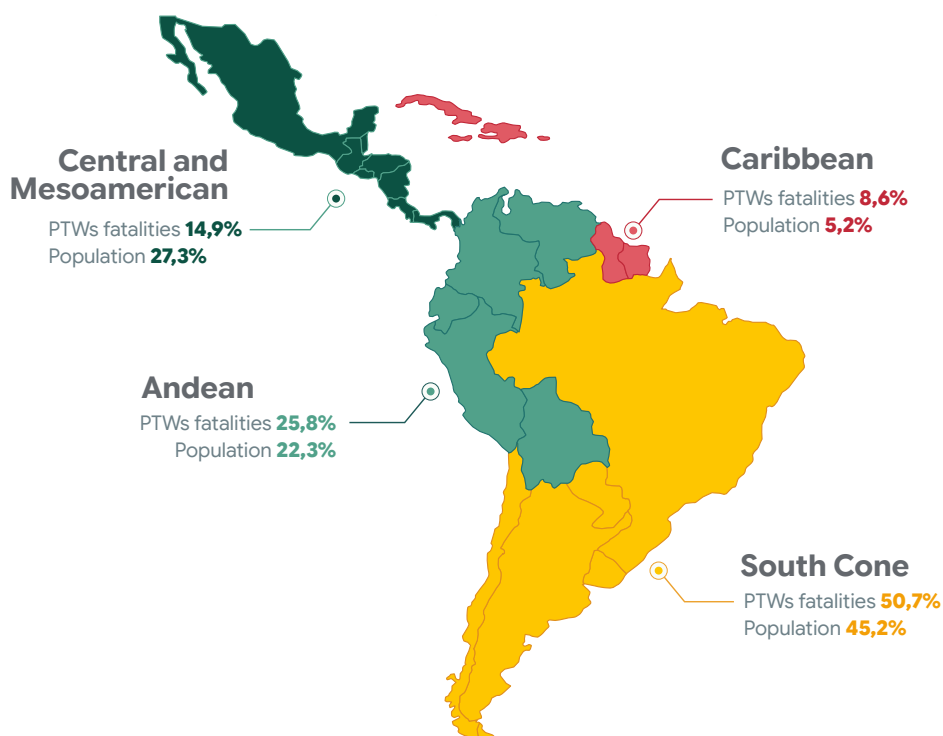 Central and
Mesoamerican
PTWs fatalities 14,9%
Population 27,3%
Caribbean
PTWs fatalities 8,6%
Population 5,2%
Andean
PTWs fatalities 25,8%
Population 22,3%
South Cone
PTWs fatalities 50,7%
Population 45,2%